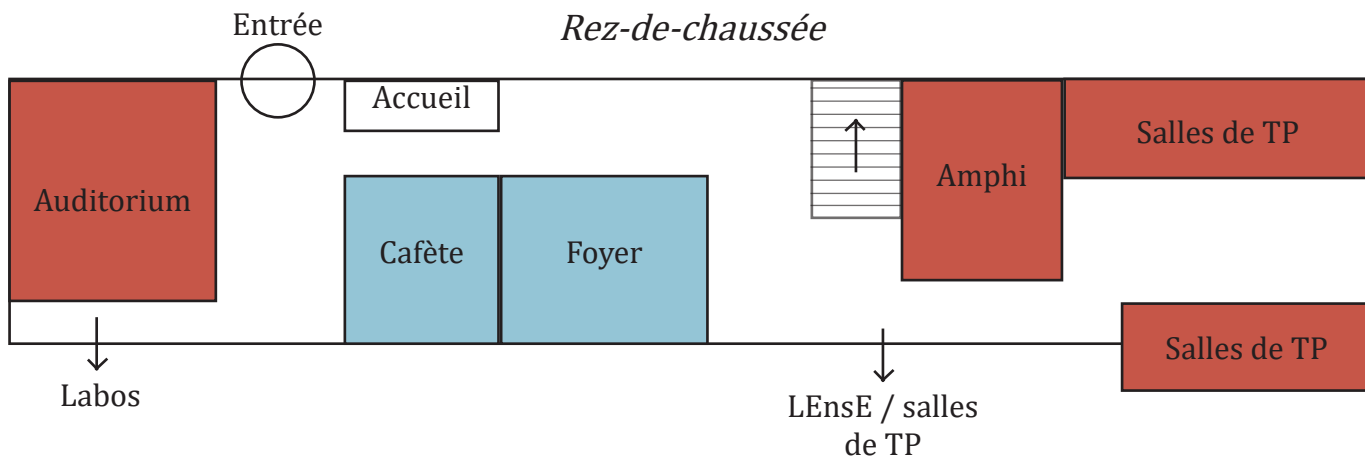 Entrée
Rez-de-chaussée
Accueil
Salles de TP
Auditorium
Amphi
Cafète
Foyer
Salles de TP
Labos
LEnsE / salles
de TP